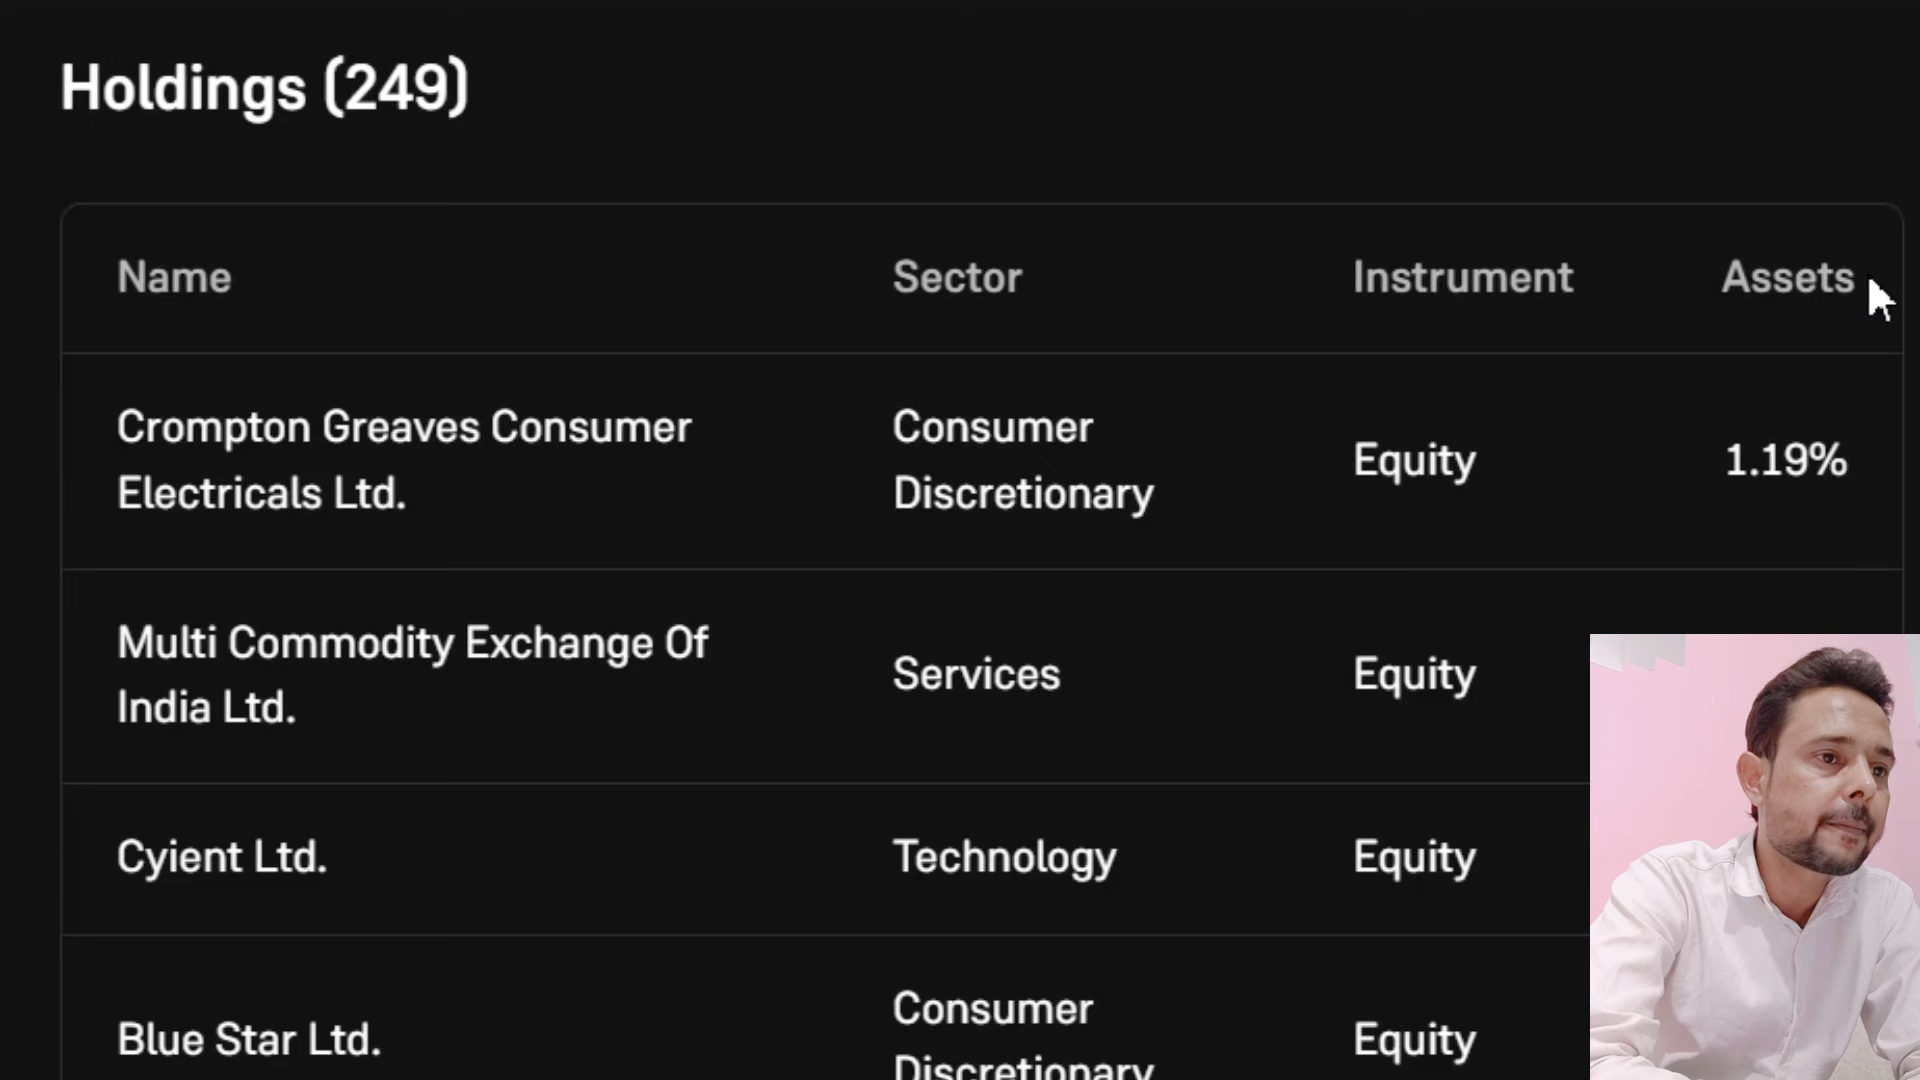 Holdings (249)
Name Sector Instrument Assets
Crompton Greaves Consumer
Electricals Ltd.
Consumer
Discretionary
Equity
1.19%
Multi Commodity Exchange Of
India Ltd.
Services
Equity
Cyient Ltd.
Technology
Equity
Blue Star Ltd.
Consumer
Discretionary
Equity